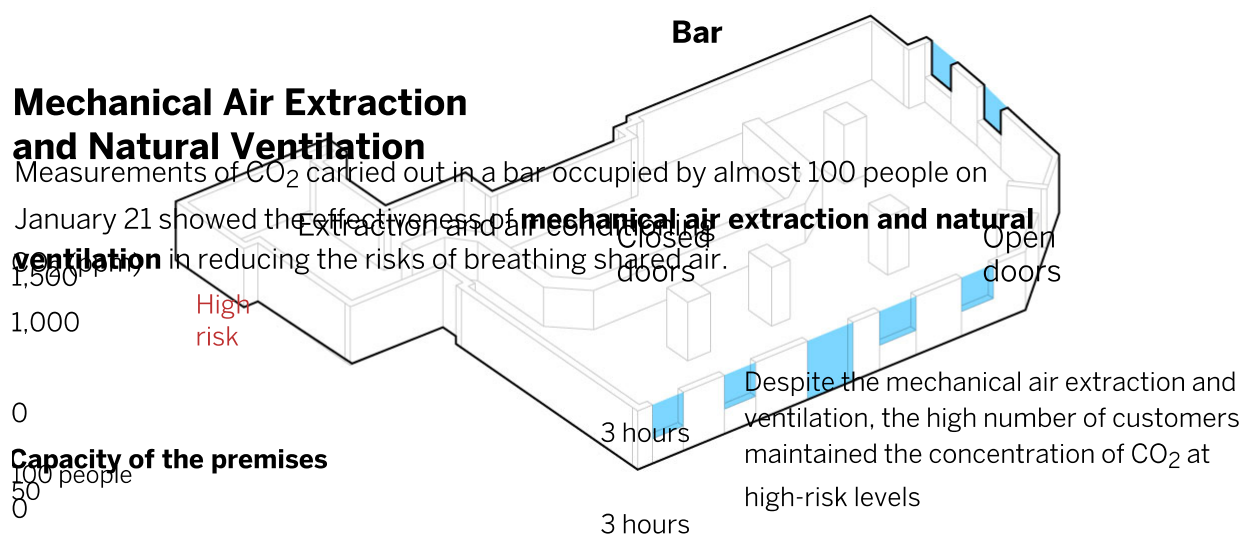 Bar
Mechanical Air Extraction
and Natural Ventilation
Measurements of CO2 carried out in a bar occupied by almost 100 people on
January 21 showed the effectiveness of mechanical air extraction and natural
ventilation in reducing the risks of breathing shared air.
Extraction and air conditioning
Closed
doors
Open
doors
(ppm)
1,500
High
risk
1,000
0
Despite the mechanical air extraction and
ventilation, the high number of customers
maintained the concentration of CO2 at
high-risk levels
3 hours
Capacity of the premises
100 people
50
0
3 hours